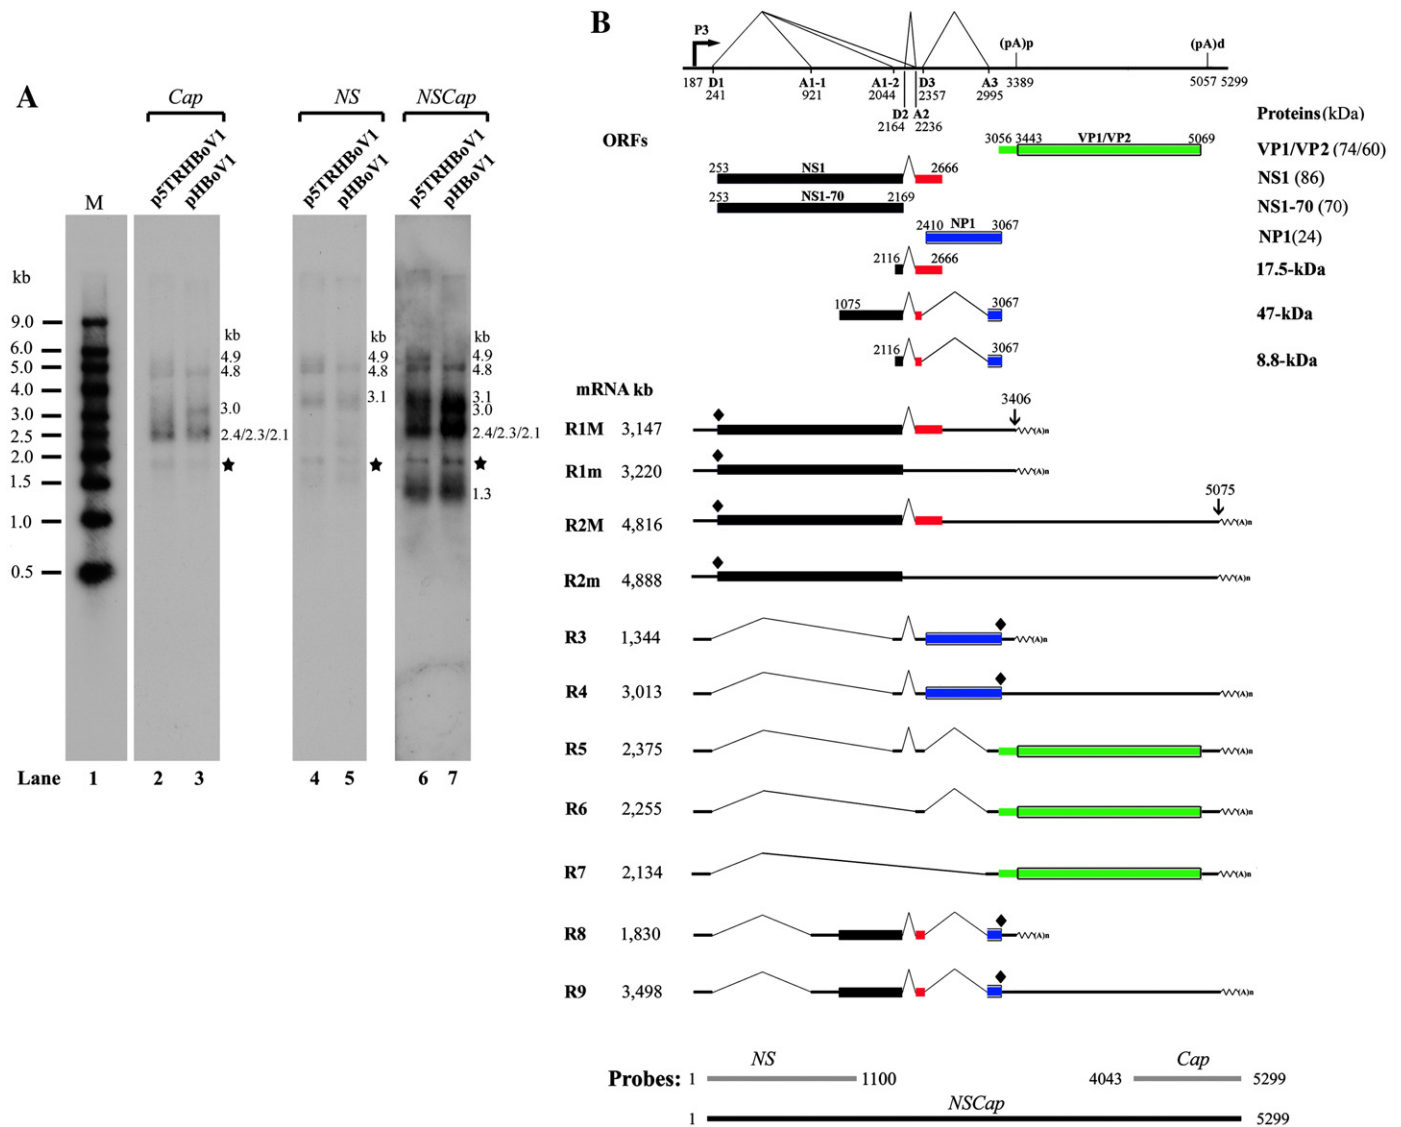 A
Cap
NS
NSCap
p5TRHBoV1
pHBoV1
p5TRHBoV1
pHBoV1
p5TRHBoV1
pHBoV1
M
kb
9.0
6.0
5.0
4.0
3.0
2.5
2.0
1.5
1.0
0.5
kb
4.9
4.8
3.0
2.4/2.3/2.1
kb
4.9
4.8
3.1
kb
4.9
4.8
3.1
3.0
2.4/2.3/2.1
1.3
Lane 1 2 3 4 5 6 7
B
P3
(pA)p
(pA)d
187 D1 A1-1 A1-2 D3 A3 3389 5057 5299
241 921 2044 2357 2995
D2 A2
2164 2236
Proteins(kDa)
ORFs
3056 3443 VP1/VP2 5069
VP1/VP2 (74/60)
253 NS1 2666
NS1 (86)
253 NS1-70 2169
NS1-70 (70)
2410 NP1 3067
NP1(24)
2116 2666
17.5-kDa
1075 3067
47-kDa
2116 3067
8.8-kDa
mRNA kb
3406
R1M 3,147 (A)n
R1m 3,220 (A)n
5075
R2M 4,816 (A)n
R2m 4,888 (A)n
R3 1,344 (A)n
R4 3,013 (A)n
R5 2,375 (A)n
R6 2,255 (A)n
R7 2,134 (A)n
R8 1,830 (A)n
R9 3,498 (A)n
NS Cap
Probes: 1 1100 4043 5299
NSCap
1 5299